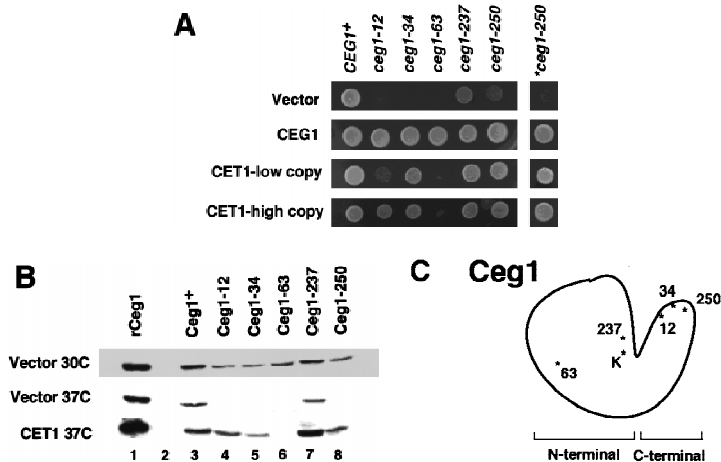 A
CEG1+ ceg1-12 ceg1-34 ceg1-63 ceg1-237 ceg1-250 *ceg1-250
Vector
CEG1
CET1-low copy
CET1-high copy
B
rCeg1 Ceg1+ Ceg1-12 Ceg1-34 Ceg1-63 Ceg1-237 Ceg1-250
Vector 30C
Vector 37C
CET1 37C
1 2 3 4 5 6 7 8
C Ceg1
34
250
12
237
K
63
N-terminal C-terminal